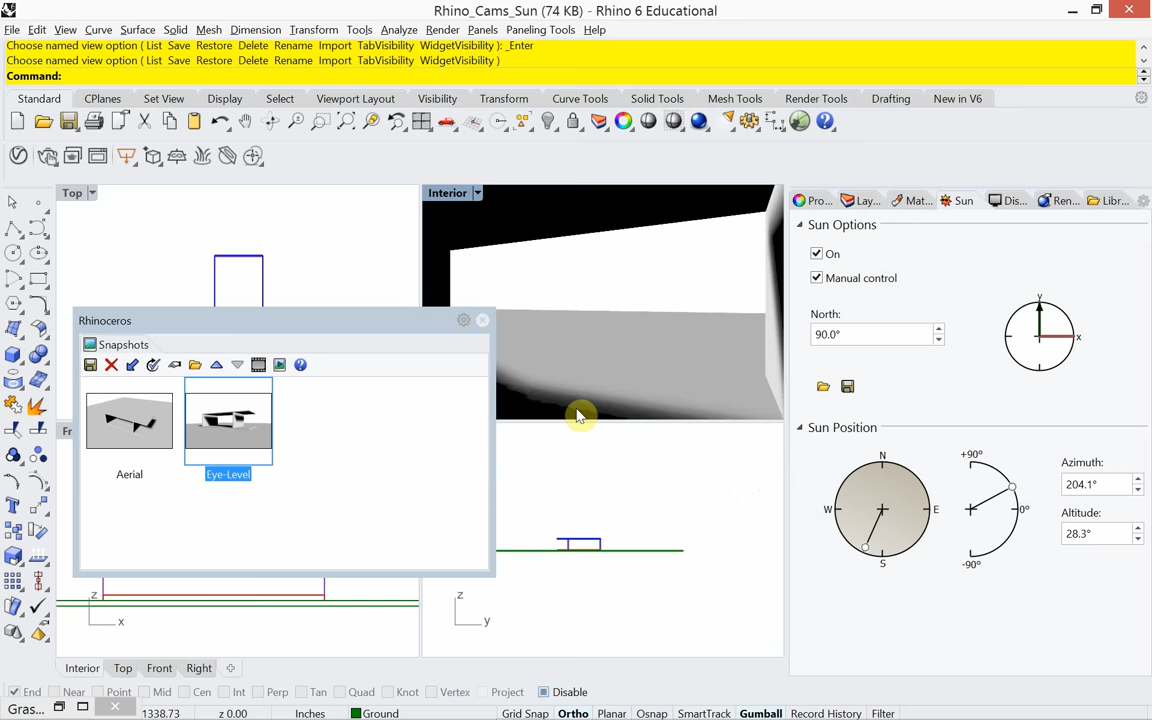 Rhino_Cams_Sun (74 KB) - Rhino 6 Educational
File Edit View Curve Surface Solid Mesh Dimension Transform Tools Analyze Render Panels Paneling Tools Help
Choose named view option ( List Save Restore Delete Rename Import TabVisibility WidgetVisibility ): _Enter
Choose named view option ( List Save Restore Delete Rename Import TabVisibility WidgetVisibility )
Command:
Standard CPlanes Set View Display Select Viewport Layout Visibility Transform Curve Tools Solid Tools Mesh Tools Render Tools Drafting New in V6
Top
Interior
Pro... Lay... Mat... Sun Dis... Ren... Libr...
Sun Options
On
Manual control
North:
90.0°
y
x
Rhinoceros
Snapshots
Aerial
Eye-Level
Fr
Sun Position
N
W
E
S
+90°
0°
-90°
Azimuth:
204.1°
Altitude:
28.3°
z
x
z
y
Interior Top Front Right
End Near Point Mid Cen Int Perp Tan Quad Knot Vertex Project Disable
Gras... 1338.73 z 0.00 Inches Ground Grid Snap Ortho Planar Osnap SmartTrack Gumball Record History Filter